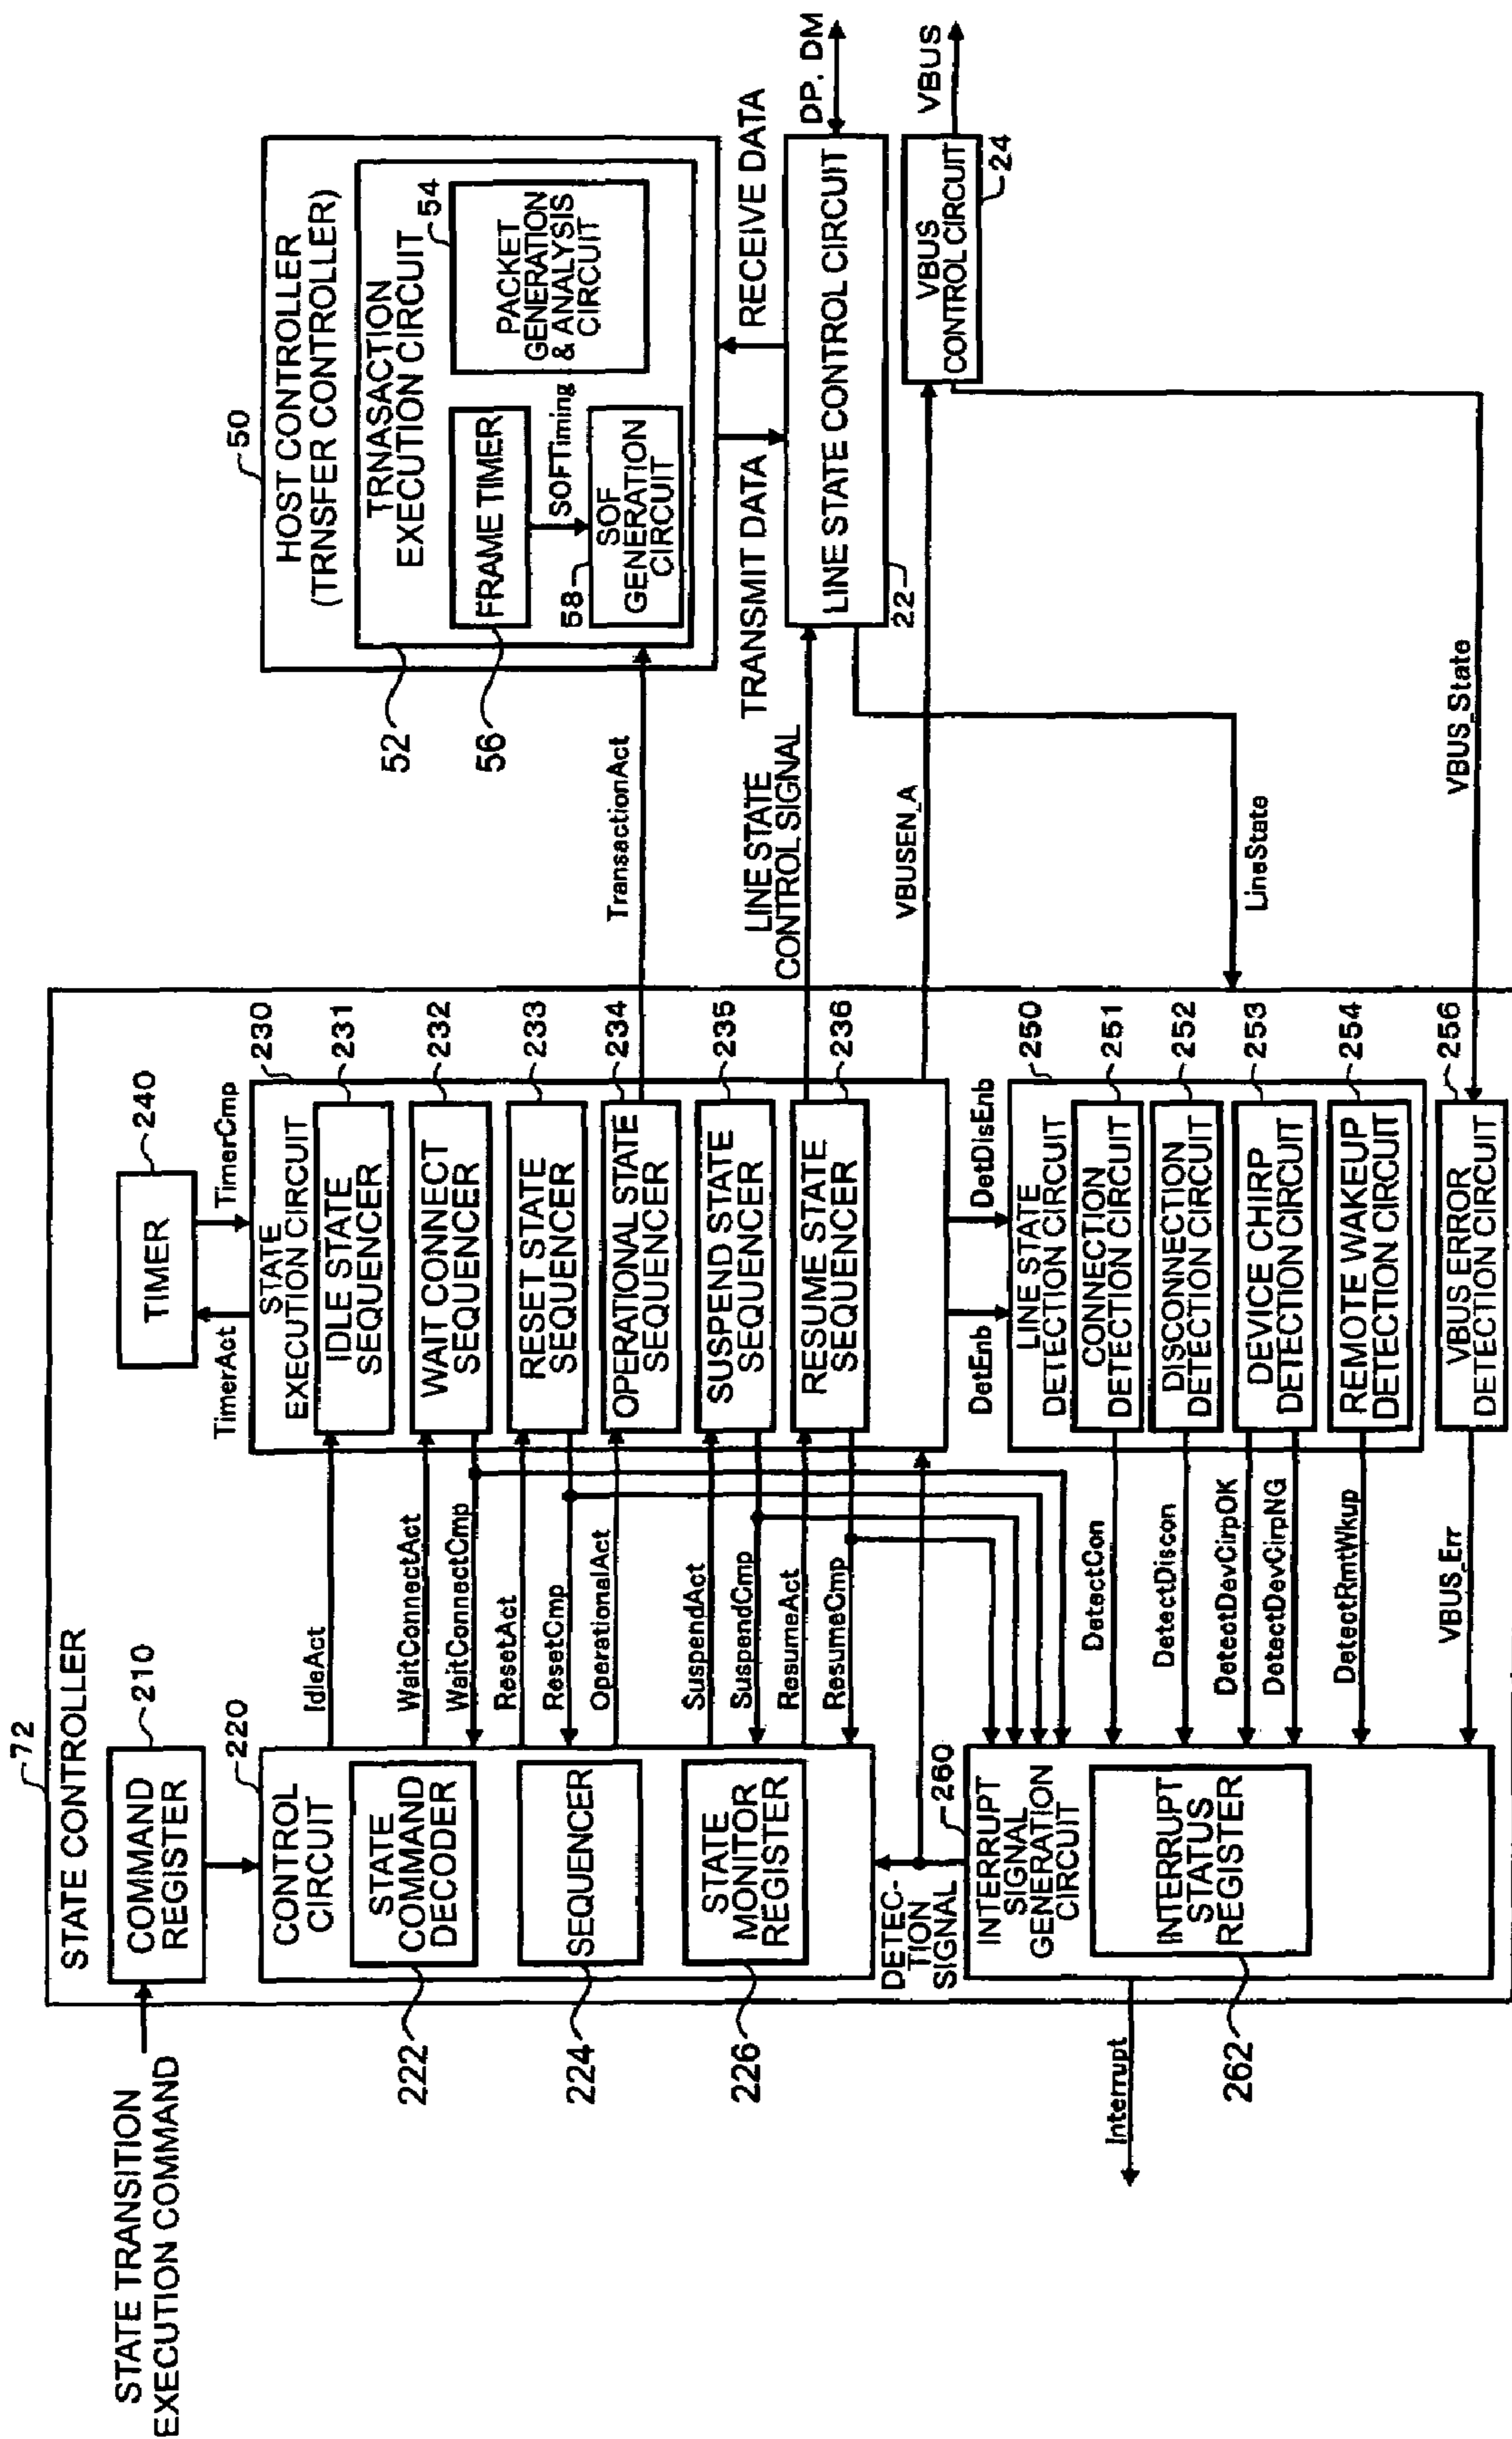 STATE TRANSITION
EXECUTION COMMAND
72
STATE CONTROLLER
COMMAND
REGISTER
210
220
CONTROL
CIRCUIT
STATE
COMMAND
DECODER
222
SEQUENCER
224
STATE
MONITOR
REGISTER
226
DETEC-
TION
SIGNAL
260
INTERRUPT
SIGNAL
GENERATION
CIRCUIT
INTERRUPT
STATUS
REGISTER
262
Interrupt
IdleAct
WaitConnectAct
WaitConnectCmp
ResetAct
ResetCmp
OperationalAct
SuspendAct
SuspendCmp
ResumeAct
ResumeCmp
DetectCon
DetectDiscon
DetectDevCirpOK
DetectDevCirpNG
DetectRmtWkup
VBUS_Err
TIMER
240
TimerAct
TimerCmp
STATE
EXECUTION CIRCUIT
230
IDLE STATE
SEQUENCER
231
WAIT CONNECT
SEQUENCER
232
RESET STATE
SEQUENCER
233
OPERATIONAL STATE
SEQUENCER
234
SUSPEND STATE
SEQUENCER
235
RESUME STATE
SEQUENCER
236
DetEnb
DetDisEnb
LINE STATE
DETECTION CIRCUIT
250
CONNECTION
DETECTION CIRCUIT
251
DISCONNECTION
DETECTION CIRCUIT
252
DEVICE CHIRP
DETECTION CIRCUIT
253
REMOTE WAKEUP
DETECTION CIRCUIT
254
VBUS ERROR
DETECTION CIRCUIT
256
TransactionAct
LINE STATE
CONTROL SIGNAL
VBUSEN_A
LineState
VBUS_State
50
HOST CONTROLLER
(TRNSFER CONTROLLER)
52
TRNASACTION
EXECUTION CIRCUIT
56
FRAME TIMER
SOFTiming
58
SOF
GENERATION
CIRCUIT
54
PACKET
GENERATION
& ANALYSIS
CIRCUIT
TRANSMIT DATA
RECEIVE DATA
LINE STATE CONTROL CIRCUIT
22
DP. DM
VBUS
CONTROL CIRCUIT
24
VBUS